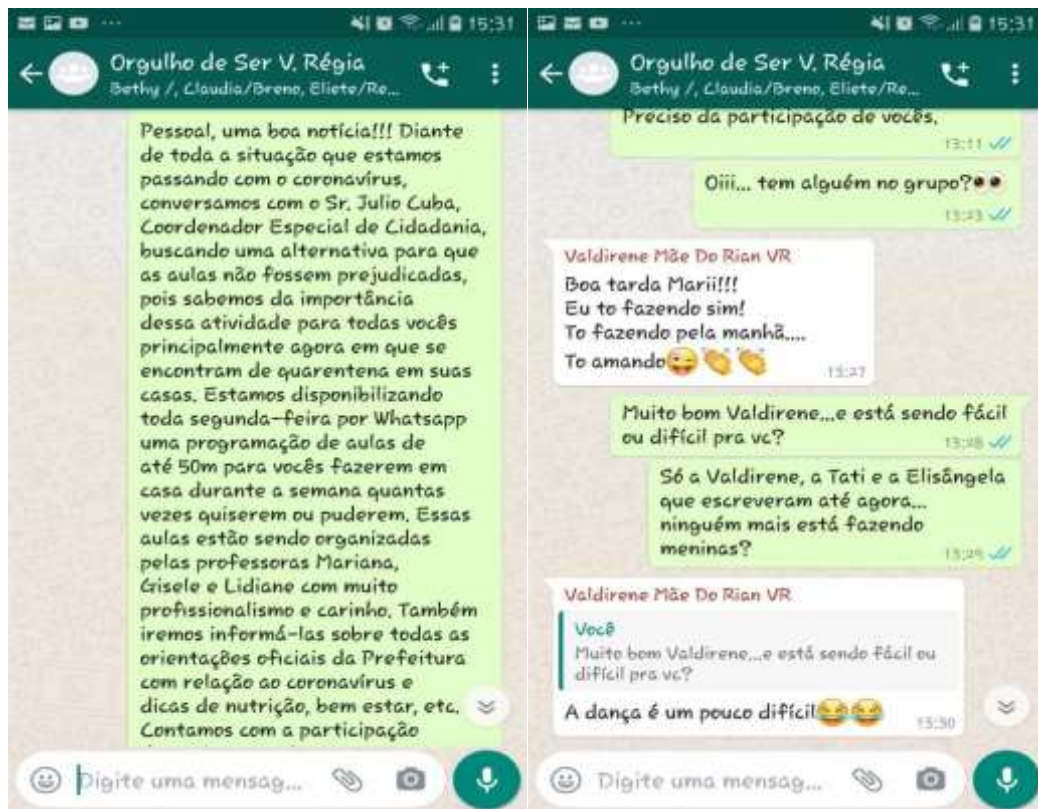 15:31
Orgulho de Ser V. Régia
Bethy /, Claudia/Breno, Eliete/Re...
Pessoal, uma boa notícia!!! Diante
de toda a situação que estamos
passando com o coronavírus,
conversamos com o Sr. Julio Cuba,
Coordenador Especial de Cidadania,
buscando uma alternativa para que
as aulas não fossem prejudicadas,
pois sabemos da importância
dessa atividade para todas vocês
principalmente agora em que se
encontram de quarentena em suas
casas. Estamos disponibilizando
toda segunda-feira por Whatsapp
uma programação de aulas de
até 50m para vocês fazerem em
casa durante a semana quantas
vezes quiserem ou puderem. Essas
aulas estão sendo organizadas
pelas professoras Mariana,
Gisele e Lidiane com muito
profissionalismo e carinho. Também
iremos informá-las sobre todas as
orientações oficiais da Prefeitura
com relação ao coronavírus e
dicas de nutrição, bem estar, etc.
Contamos com a participação
Digite uma mensag...
15:31
Orgulho de Ser V. Régia
Bethy /, Claudia/Breno, Eliete/Re...
Preciso da participação de vocês.
Oiii... tem alguém no grupo?👀
Valdirene Mãe Do Rian VR
Boa tarda Marii!!!
Eu to fazendo sim!
To fazendo pela manhã....
To amando😜👏👏
Muito bom Valdirene...e está sendo fácil
ou difícil pra vc?
Só a Valdirene, a Tati e a Elisângela
que escreveram até agora...
ninguém mais está fazendo
meninas?
Valdirene Mãe Do Rian VR
Você
Muito bom Valdirene...e está sendo fácil ou
difícil pra vc?
A dança é um pouco difícil😂😂
Digite uma mensag...